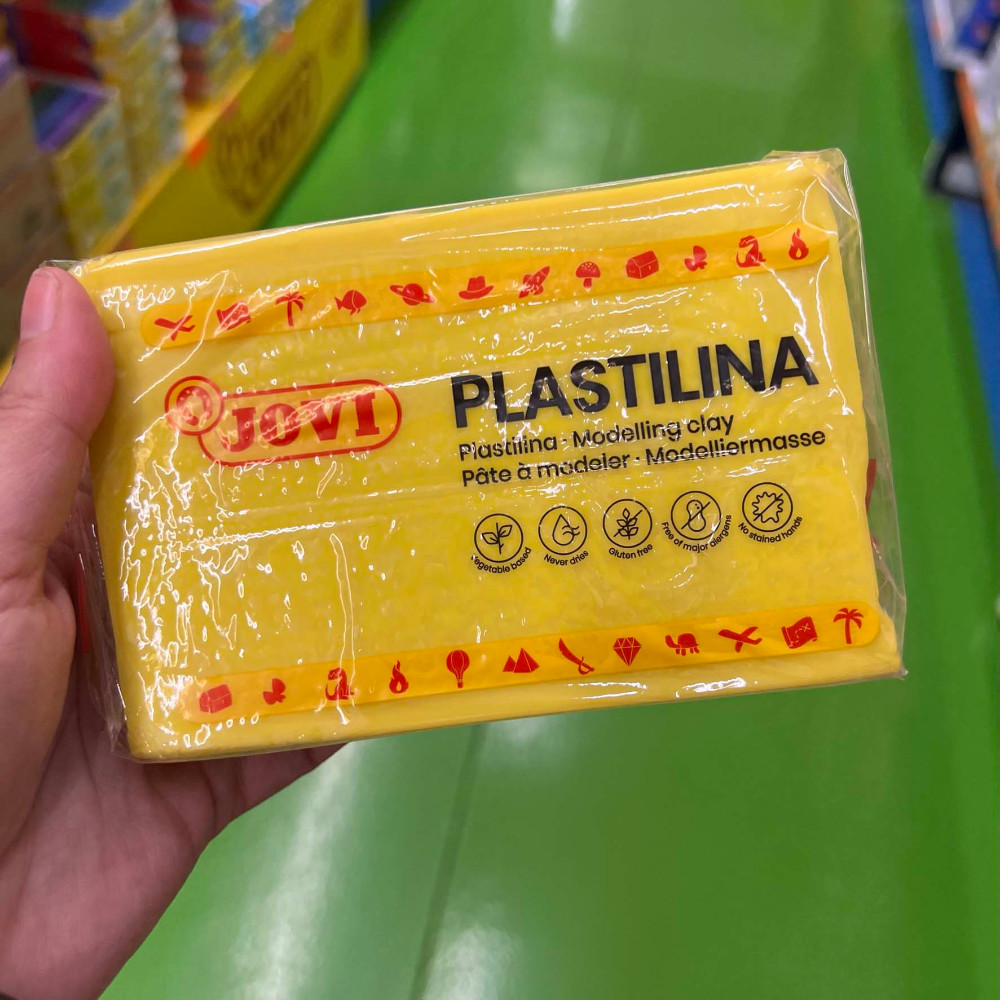 JOVI
PLASTILINA
Plastilina · Modelling clay
Pâte à modeler · Modelliermasse
Vegetable based
Never dries
Gluten free
Free of major alergens
No stained hands